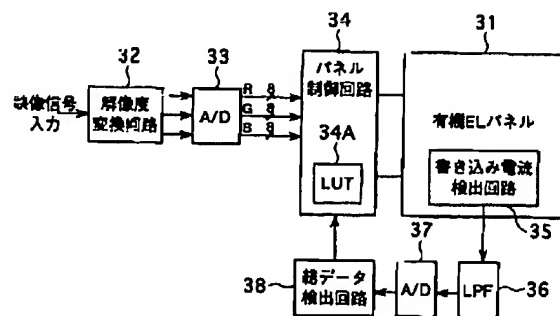 32
33
34
31
映像信号
入力
解像度
変換回路
A/D
R 8
G 8
B 8
パネル
制御回路
34A
LUT
有機ELパネル
書き込み電流
検出回路
35
37
38
総データ
検出回路
A/D
LPF
36